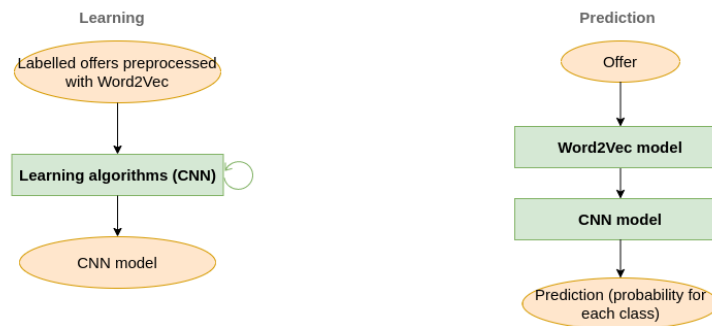 Learning
Labelled offers preprocessed
with Word2Vec
Learning algorithms (CNN)
CNN model
Prediction
Offer
Word2Vec model
CNN model
Prediction (probability for
each class)